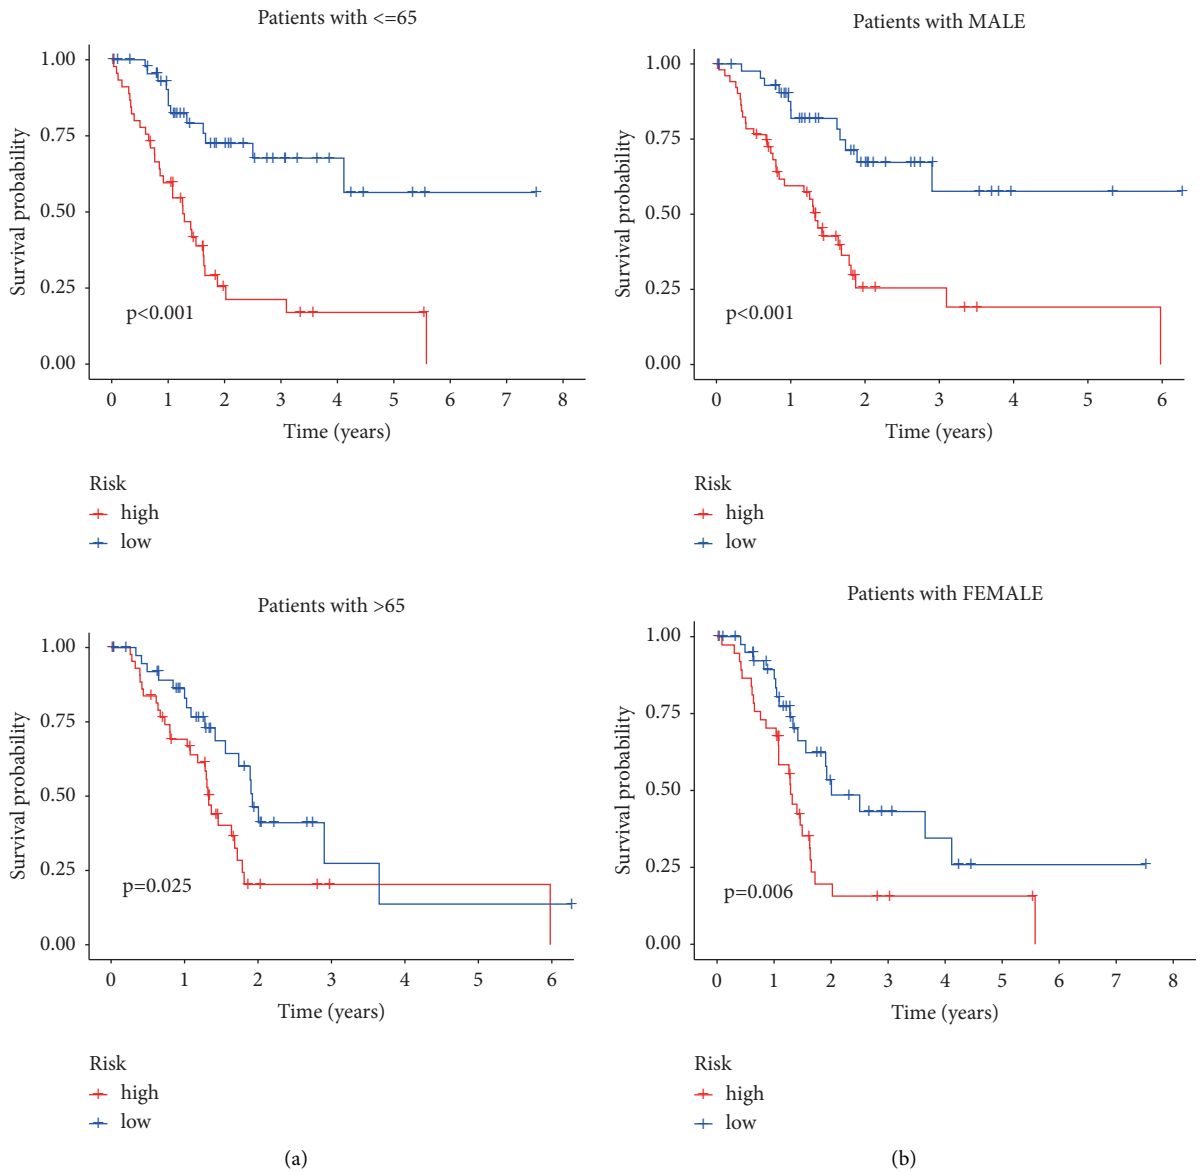 Patients with <=65
1.00
0.75
0.50
0.25
0.00
Survival probability
p<0.001
0 1 2 3 4 5 6 7 8
Time (years)
Risk
high
low
Patients with MALE
1.00
0.75
0.50
0.25
0.00
Survival probability
p<0.001
0 1 2 3 4 5 6
Time (years)
Risk
high
low
Patients with >65
1.00
0.75
0.50
0.25
0.00
Survival probability
p=0.025
0 1 2 3 4 5 6
Time (years)
Risk
high
low
(a)
Patients with FEMALE
1.00
0.75
0.50
0.25
0.00
Survival probability
p=0.006
0 1 2 3 4 5 6 7 8
Time (years)
Risk
high
low
(b)